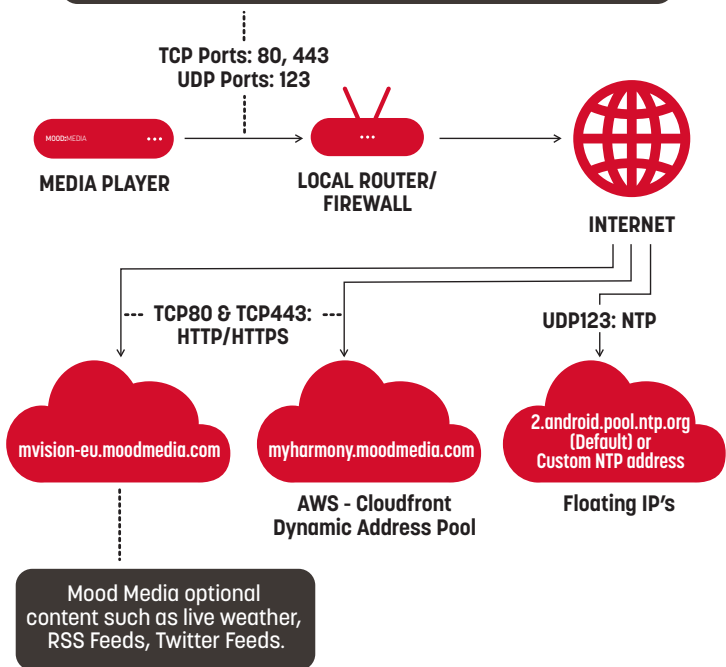 TCP Ports: 80, 443
UDP Ports: 123
MOOD:MEDIA
MEDIA PLAYER
LOCAL ROUTER/
FIREWALL
INTERNET
TCP80 & TCP443:
HTTP/HTTPS
UDP123: NTP
mvision-eu.moodmedia.com
myharmony.moodmedia.com
2.android.pool.ntp.org
(Default) or
Custom NTP address
AWS - Cloudfront
Dynamic Address Pool
Floating IP's
Mood Media optional
content such as live weather,
RSS Feeds, Twitter Feeds.